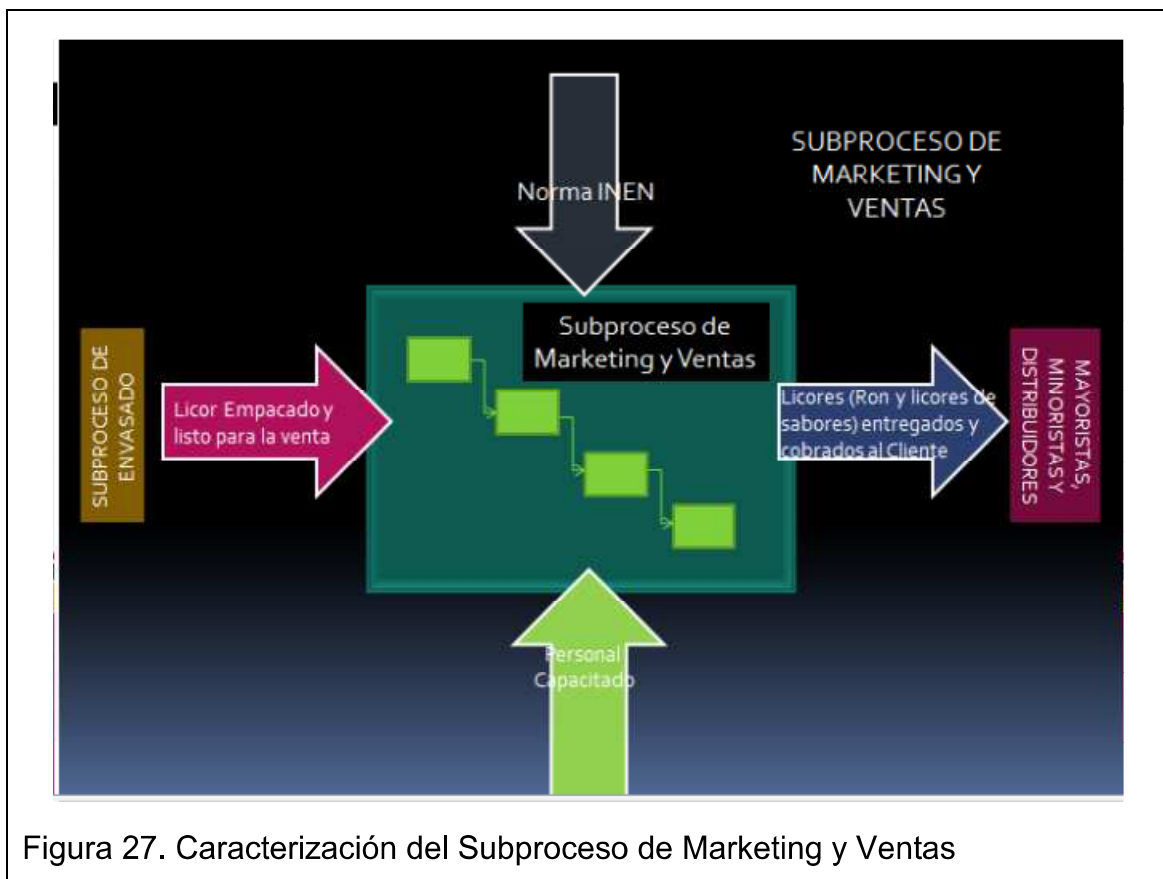 SUBPROCESO DE
MARKETING Y
VENTAS
Norma INEN
Subproceso de
Marketing y Ventas
SUBPROCESO DE
ENVASADO
Licor Empacado y
listo para la venta
Licores (Ron y licores de
sabores) entregados y
cobrados al Cliente
MAYORISTAS,
MINORISTAS Y
DISTRIBUIDORES
Personal
Capacitado
Figura 27. Caracterización del Subproceso de Marketing y Ventas